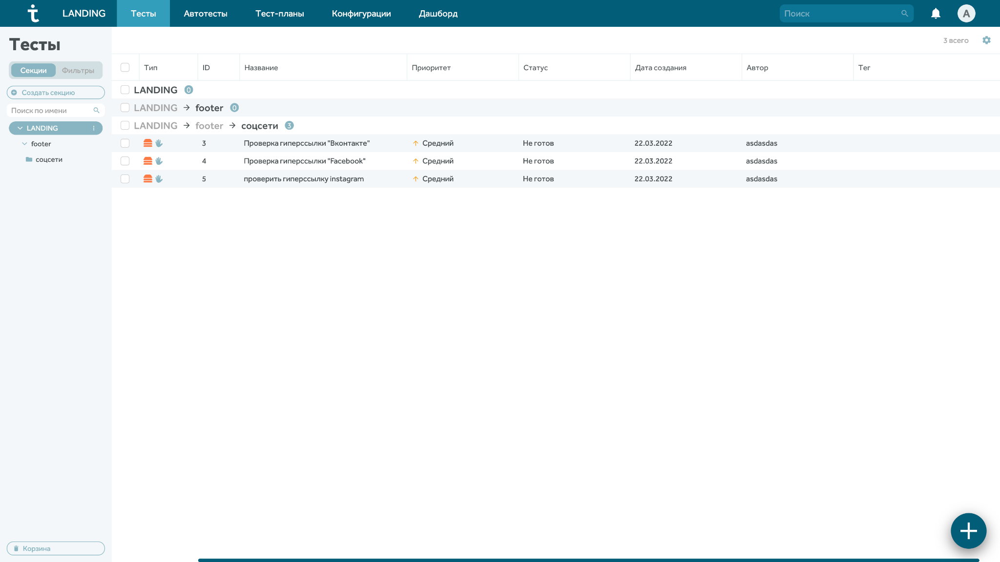 LANDING Тесты Автотесты Тест-планы Конфигурации Дашборд Поиск A
Тесты
3 всего
Секции Фильтры
Тип ID Название Приоритет Статус Дата создания Автор Тег
Создать секцию
LANDING 0
Поиск по имени
LANDING → footer 0
LANDING
LANDING → footer → соцсети 3
footer
3 Проверка гиперссылки "Вконтакте" Средний Не готов 22.03.2022 asdasdas
соцсети
4 Проверка гиперссылки "Facebook" Средний Не готов 22.03.2022 asdasdas
5 проверить гиперссылку instagram Средний Не готов 22.03.2022 asdasdas
Корзина